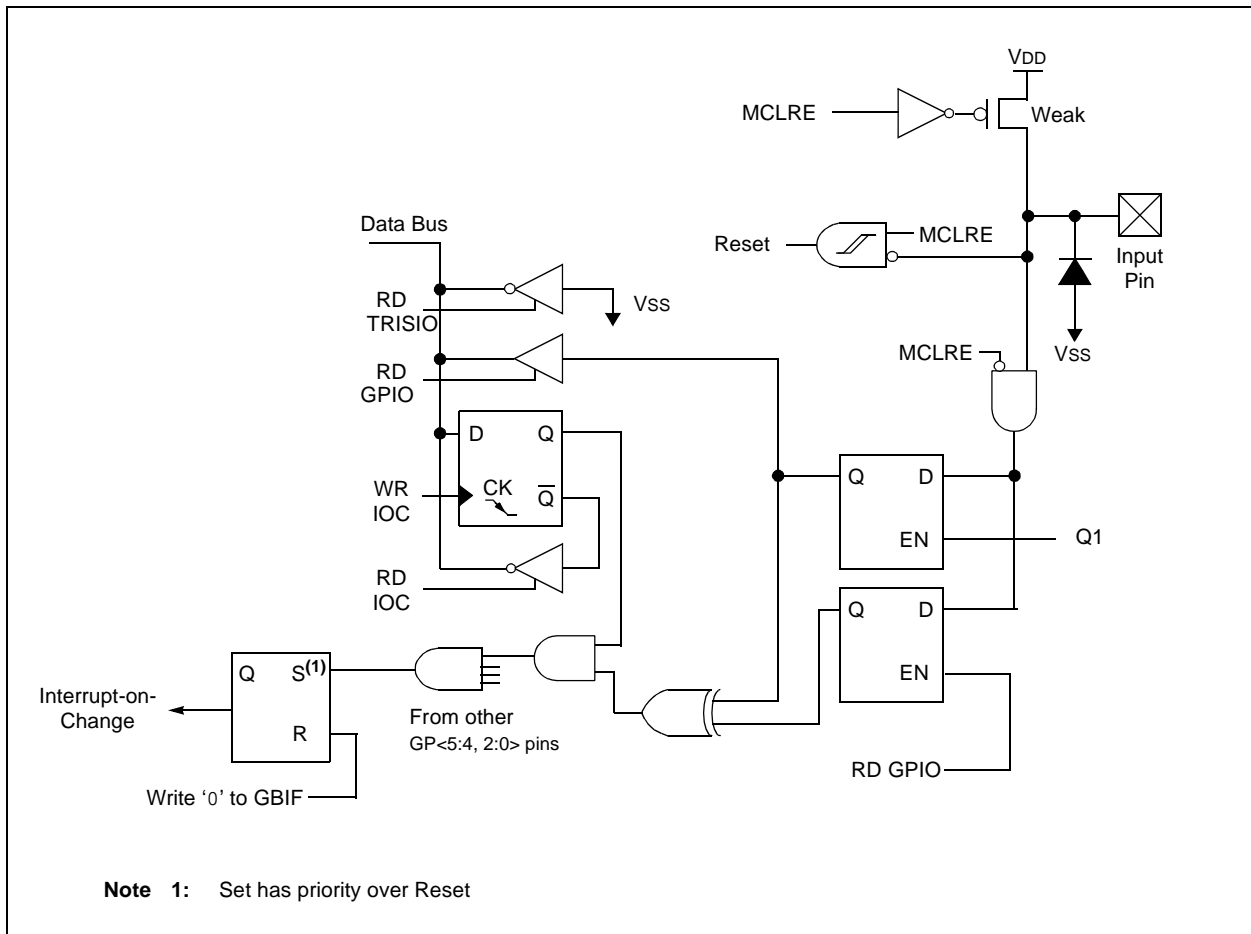 VDD
MCLRE
Weak
Data Bus
Reset
MCLRE
Input
Pin
RD
TRISIO
VSS
VSS
MCLRE
RD
GPIO
D
Q
Q
D
WR
IOC
CK
Q̅
EN
Q1
RD
IOC
Q
D
Q
S(1)
EN
Interrupt-on-
Change
From other
GP<5:4, 2:0> pins
R
RD GPIO
Write ‘0’ to GBIF
Note 1: Set has priority over Reset